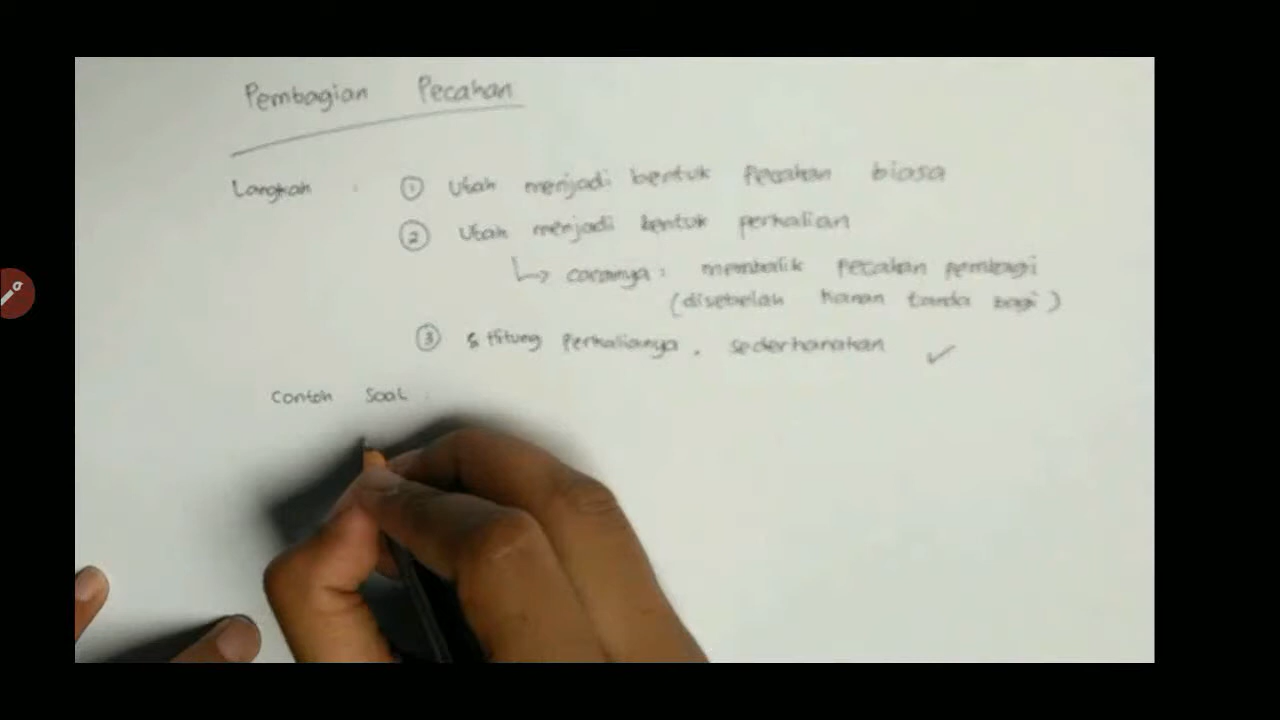 Pembagian Pecahan
Langkah : ① Ubah menjadi bentuk Pecahan biasa
② Ubah menjadi bentuk perkalian
↳ caranya : membalik pecahan pembagi
(disebelah kanan tanda bagi)
③ Hitung Perkaliannya, sederhanakan ✓
Contoh Soal :